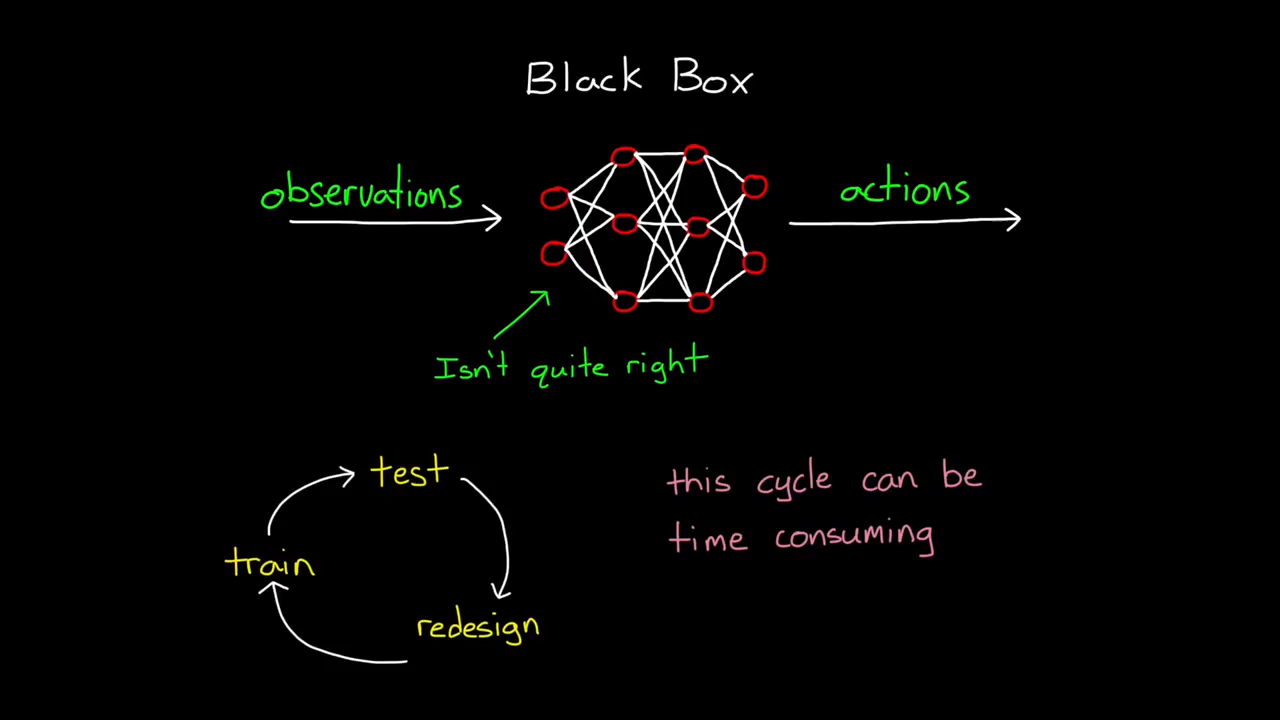 Black Box
observations
actions
Isn't quite right
test
train
redesign
this cycle can be
time consuming